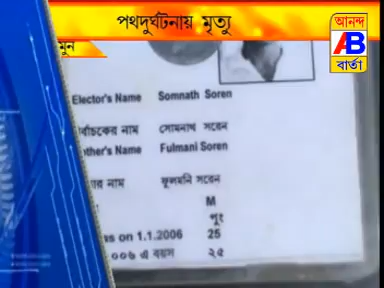 পথদুর্ঘটনায় মৃত্যু
আনন্দ
AB
বার্তা
মুন
Elector's Name Somnath Soren
র্বাচকের নাম সোমনাথ সরেন
ther's Name Fulmani Soren
ার নাম ফুলমনি সরেন
M
পুং
as on 1.1.2006 25
০০৬ এ বয়স ২৫